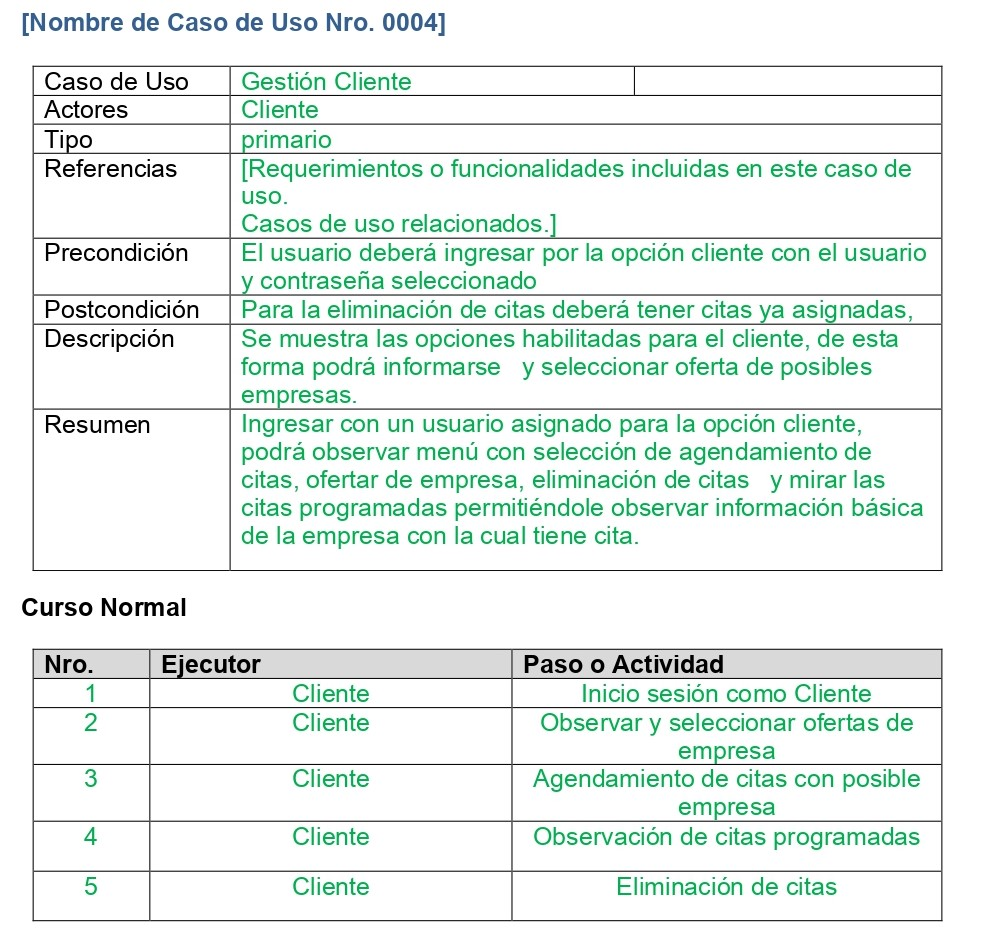 [Nombre de Caso de Uso Nro. 0004]
Caso de Uso Gestión Cliente
Actores Cliente
Tipo primario
Referencias [Requerimientos o funcionalidades incluidas en este caso de
uso.
Casos de uso relacionados.]
Precondición El usuario deberá ingresar por la opción cliente con el usuario
y contraseña seleccionado
Postcondición Para la eliminación de citas deberá tener citas ya asignadas,
Descripción Se muestra las opciones habilitadas para el cliente, de esta
forma podrá informarse y seleccionar oferta de posibles
empresas.
Resumen Ingresar con un usuario asignado para la opción cliente,
podrá observar menú con selección de agendamiento de
citas, ofertar de empresa, eliminación de citas y mirar las
citas programadas permitiéndole observar información básica
de la empresa con la cual tiene cita.
Curso Normal
Nro. Ejecutor Paso o Actividad
1 Cliente Inicio sesión como Cliente
2 Cliente Observar y seleccionar ofertas de
empresa
3 Cliente Agendamiento de citas con posible
empresa
4 Cliente Observación de citas programadas
5 Cliente Eliminación de citas